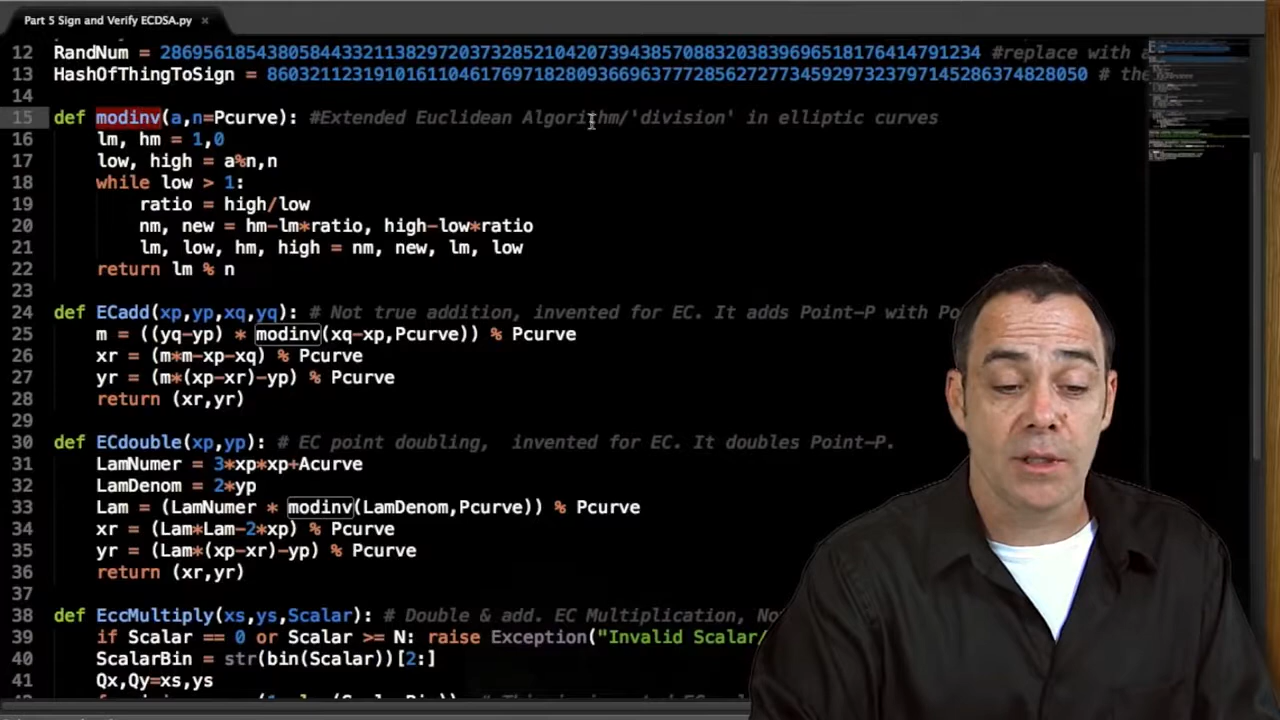 Part 5 Sign and Verify ECDSA.py ×
12 RandNum = 28695618543805844332113829720373285210420739438570883203839696518176414791234 #replace with a
13 HashOfThingToSign = 86032112319101611046176971828093669637772856272773459297323797145286374828050 # the
14
15 def modinv(a,n=Pcurve): #Extended Euclidean Algorithm/'division' in elliptic curves
16 lm, hm = 1,0
17 low, high = a%n,n
18 while low > 1:
19 ratio = high/low
20 nm, new = hm-lm*ratio, high-low*ratio
21 lm, low, hm, high = nm, new, lm, low
22 return lm % n
23
24 def ECadd(xp,yp,xq,yq): # Not true addition, invented for EC. It adds Point-P with Po
25 m = ((yq-yp) * modinv(xq-xp,Pcurve)) % Pcurve
26 xr = (m*m-xp-xq) % Pcurve
27 yr = (m*(xp-xr)-yp) % Pcurve
28 return (xr,yr)
29
30 def ECdouble(xp,yp): # EC point doubling, invented for EC. It doubles Point-P.
31 LamNumer = 3*xp*xp+Acurve
32 LamDenom = 2*yp
33 Lam = (LamNumer * modinv(LamDenom,Pcurve)) % Pcurve
34 xr = (Lam*Lam-2*xp) % Pcurve
35 yr = (Lam*(xp-xr)-yp) % Pcurve
36 return (xr,yr)
37
38 def EccMultiply(xs,ys,Scalar): # Double & add. EC Multiplication, No
39 if Scalar == 0 or Scalar >= N: raise Exception("Invalid Scalar/
40 ScalarBin = str(bin(Scalar))[2:]
41 Qx,Qy=xs,ys